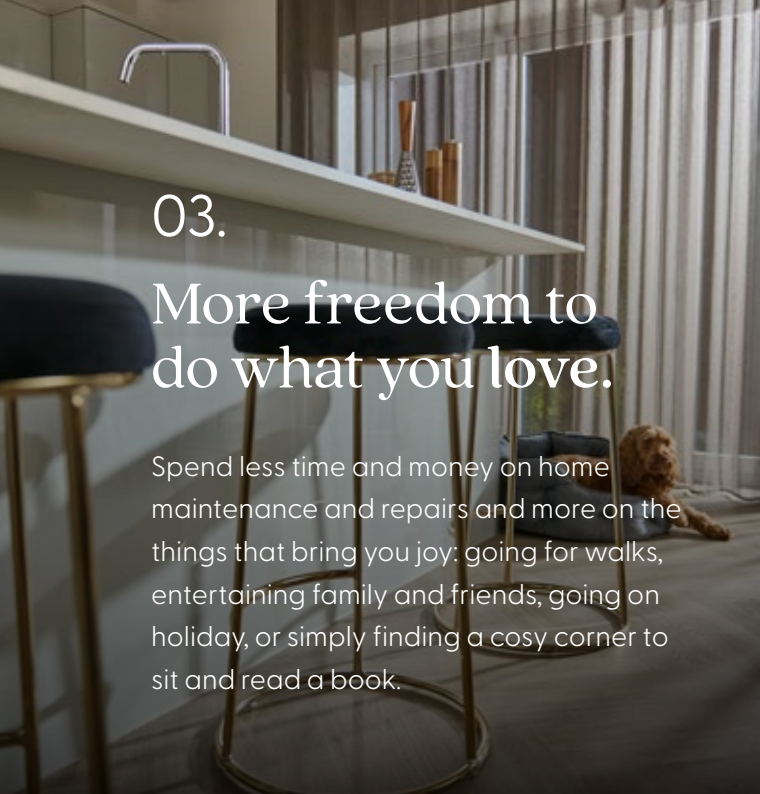 03.
More freedom to
do what you love.
Spend less time and money on home
maintenance and repairs and more on the
things that bring you joy: going for walks,
entertaining family and friends, going on
holiday, or simply finding a cosy corner to
sit and read a book.